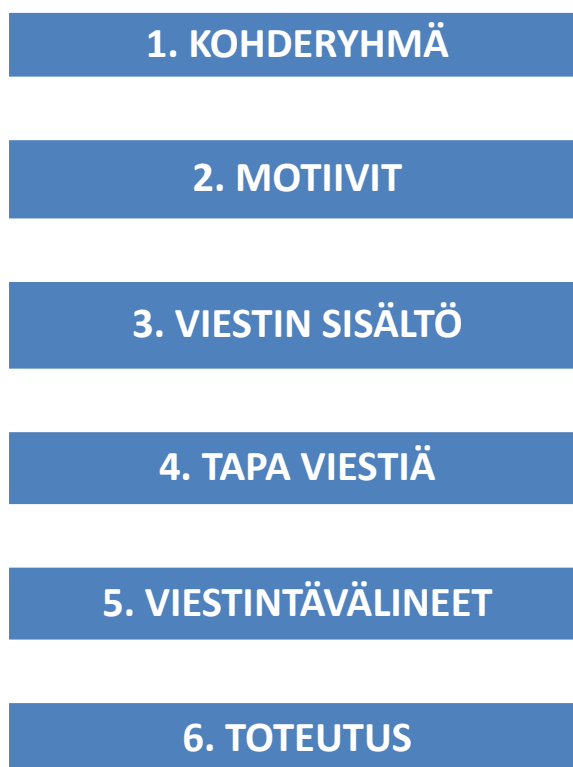 1. KOHDERYHMÄ
2. MOTIIVIT
3. VIESTIN SISÄLTÖ
4. TAPA VIESTIÄ
5. VIESTINTÄVÄLINEET
6. TOTEUTUS